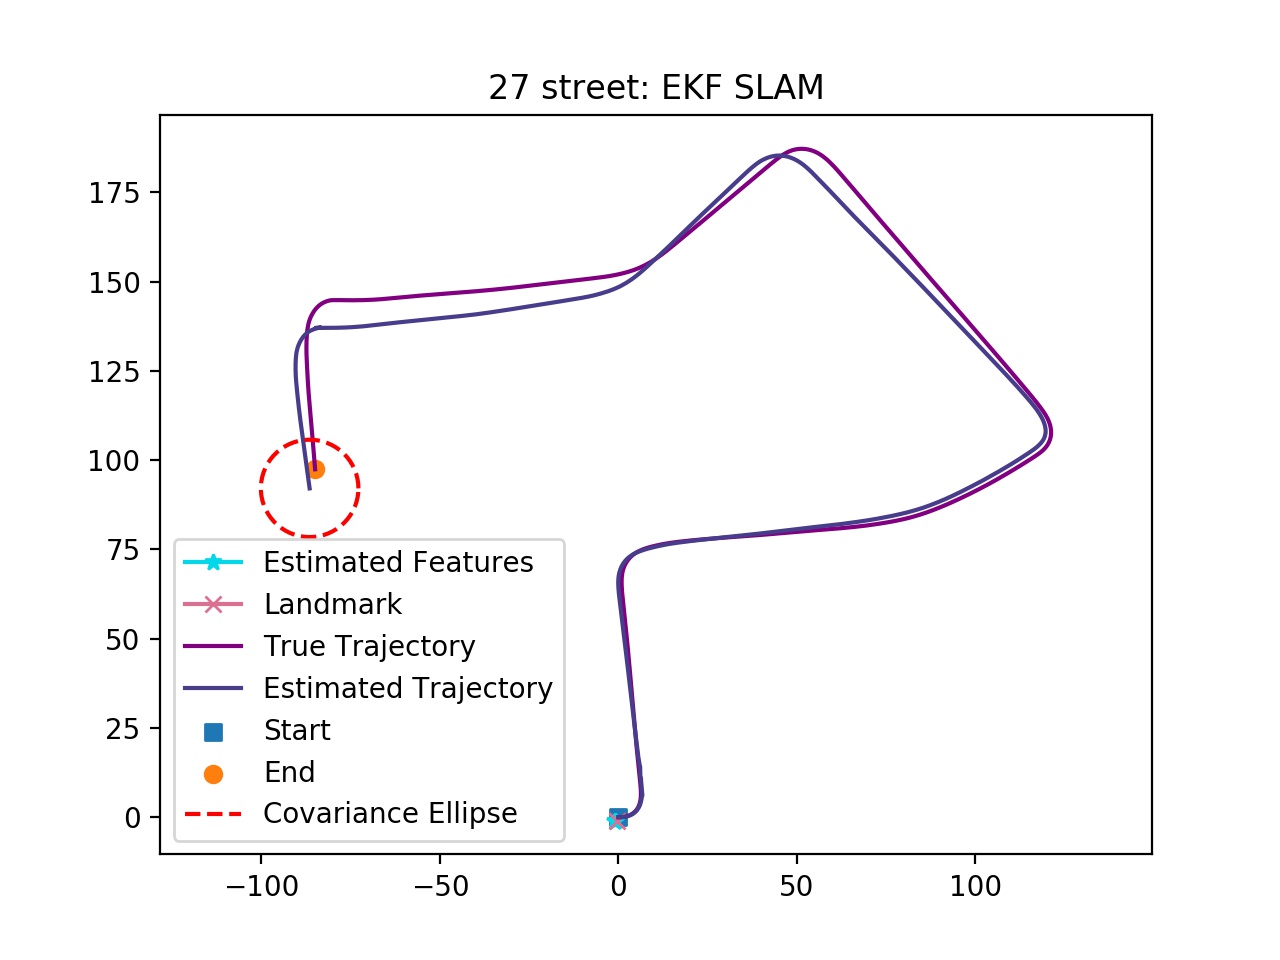 27 street: EKF SLAM
175
150
125
100
75
50
25
0
Estimated Features
Landmark
True Trajectory
Estimated Trajectory
Start
End
Covariance Ellipse
−100 −50 0 50 100